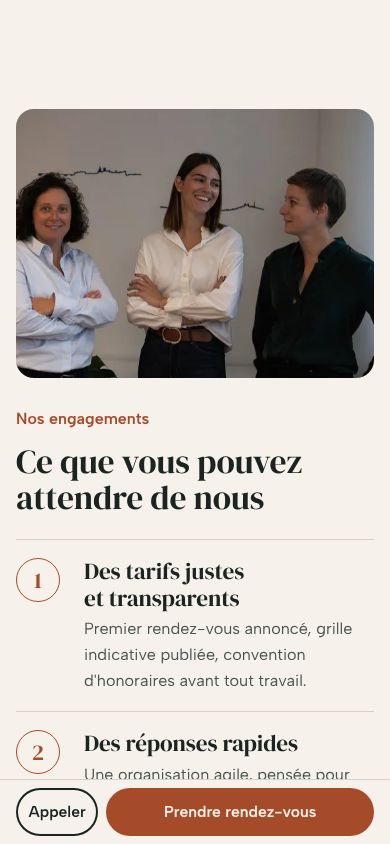 Nos engagements
Ce que vous pouvez
attendre de nous
1
Des tarifs justes
et transparents
Premier rendez-vous annoncé, grille
indicative publiée, convention
d'honoraires avant tout travail.
2
Des réponses rapides
Une organisation agile, pensée pour
Appeler
Prendre rendez-vous